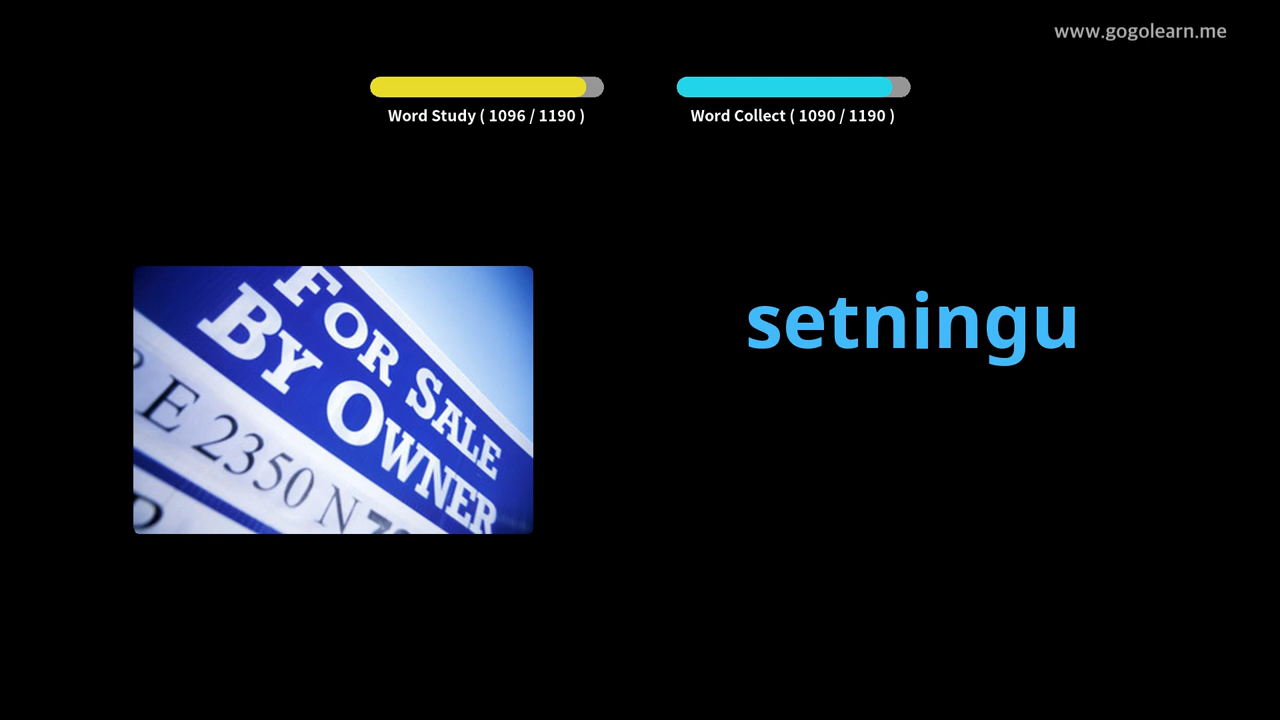 www.gogolearn.me
Word Study ( 1096 / 1190 )
Word Collect ( 1090 / 1190 )
FOR SALE
BY OWNER
E 2350 N
setningu